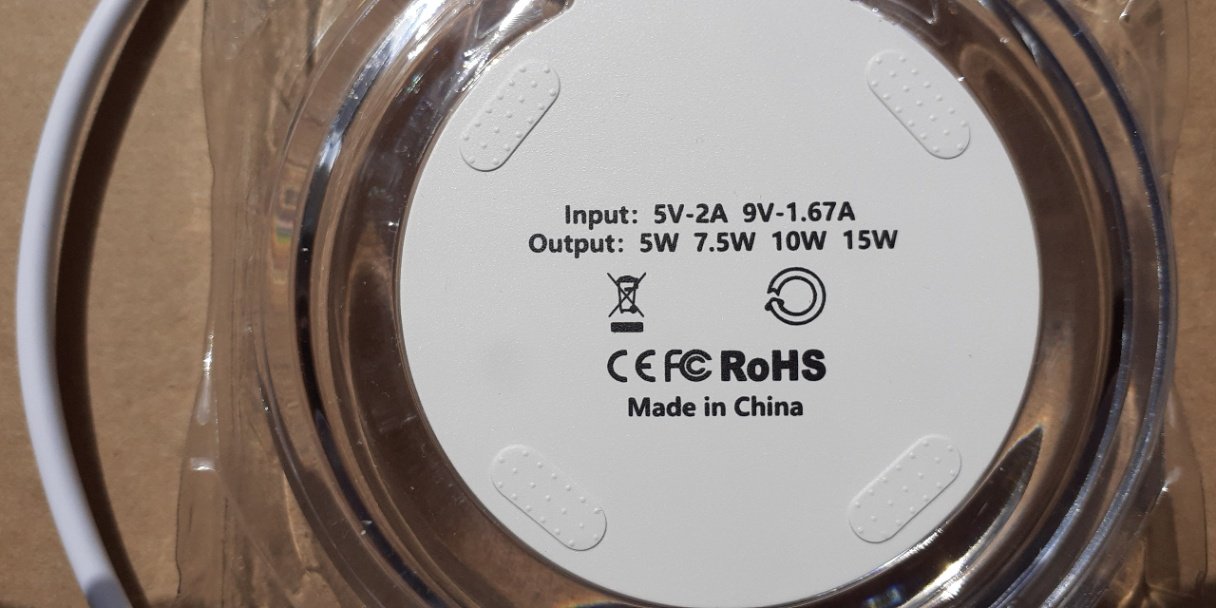 Input: 5V-2A 9V-1.67A
Output: 5W 7.5W 10W 15W
CE FC RoHS
Made in China